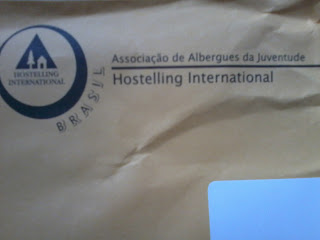 HOSTELLING
INTERNATIONAL
BRASIL
Associação de Albergues da Juventude
Hostelling International